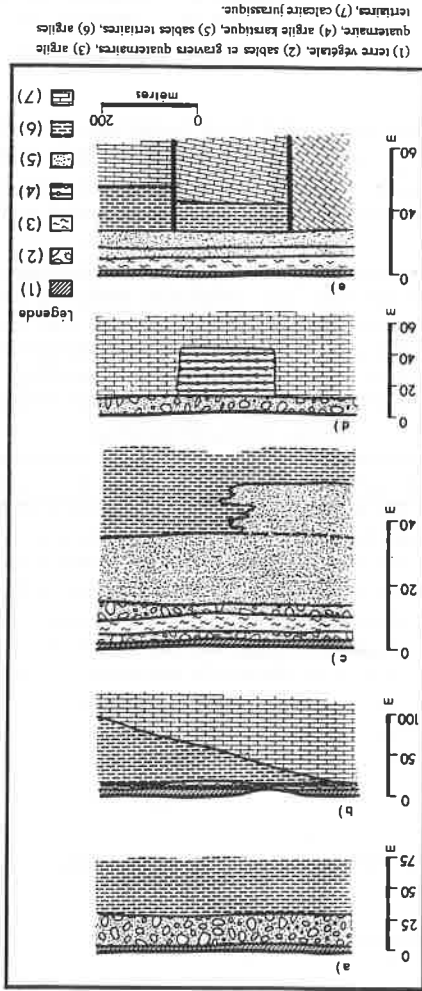 a)
0
25
50
75
m
b)
0
50
100
m
c)
0
20
40
m
d)
0
20
40
60
m
e)
0
40
60
m
0 200
mètres
Légende
(1)
(2)
(3)
(4)
(5)
(6)
(7)
(1) terre végétale, (2) sables et graviers quaternaires, (3) argile
quaternaire, (4) argile karstique, (5) sables tertiaires, (6) argiles
tertiaires, (7) calcaire jurassique.